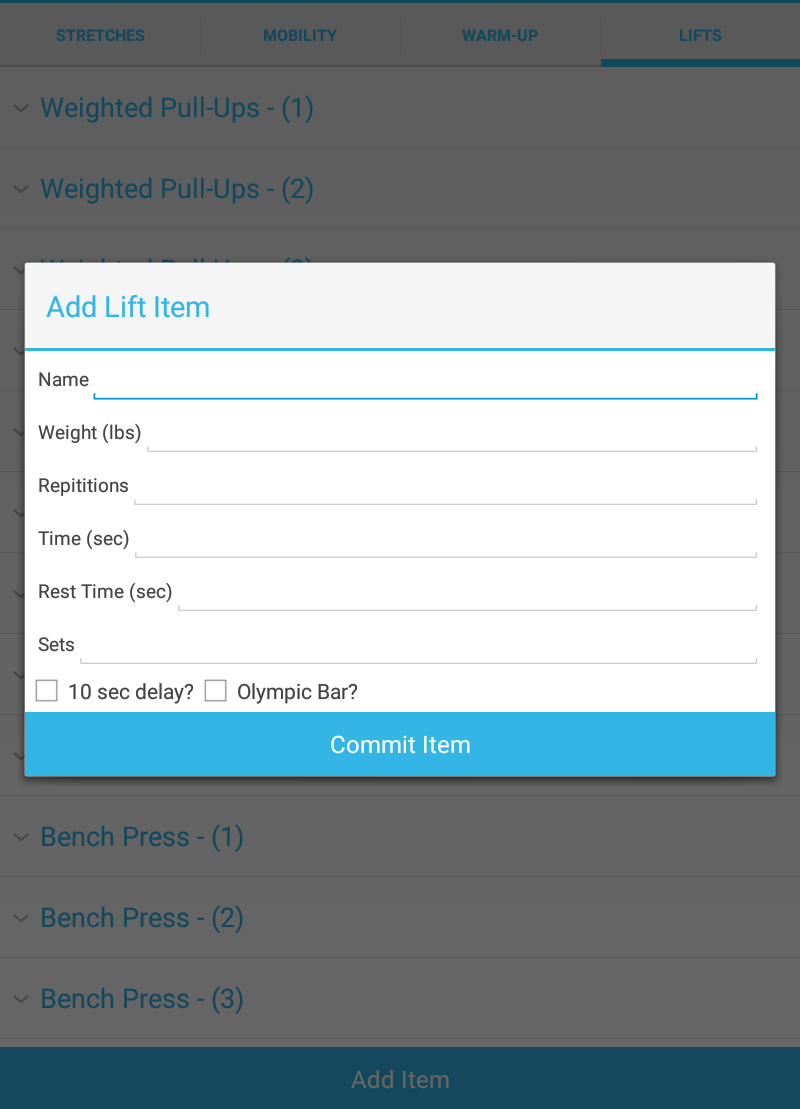 STRETCHES MOBILITY WARM-UP LIFTS
Weighted Pull-Ups - (1)
Weighted Pull-Ups - (2)
Add Lift Item
Name
Weight (lbs)
Repititions
Time (sec)
Rest Time (sec)
Sets
10 sec delay? Olympic Bar?
Commit Item
Bench Press - (1)
Bench Press - (2)
Bench Press - (3)
Add Item